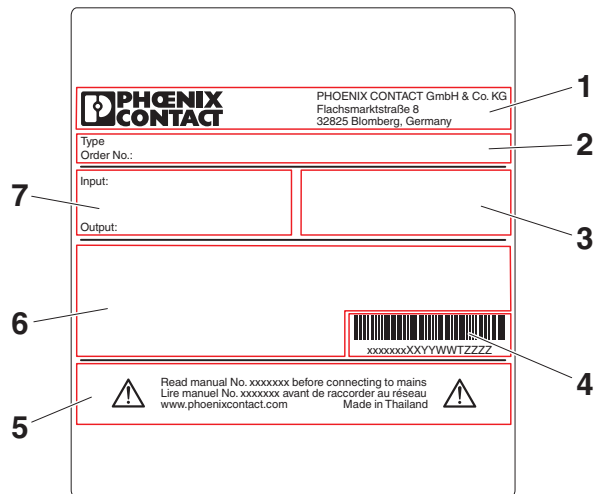 PHŒNIX
CONTACT
PHOENIX CONTACT GmbH & Co. KG
Flachsmarktstraße 8
32825 Blomberg, Germany
1
Type
Order No.:
2
Input:
Output:
7
3
6
xxxxxxxXXYYWWTZZZZ
4
Read manual No. xxxxxxx before connecting to mains
Lire manuel No. xxxxxxx avant de raccorder au réseau
www.phoenixcontact.com Made in Thailand
5